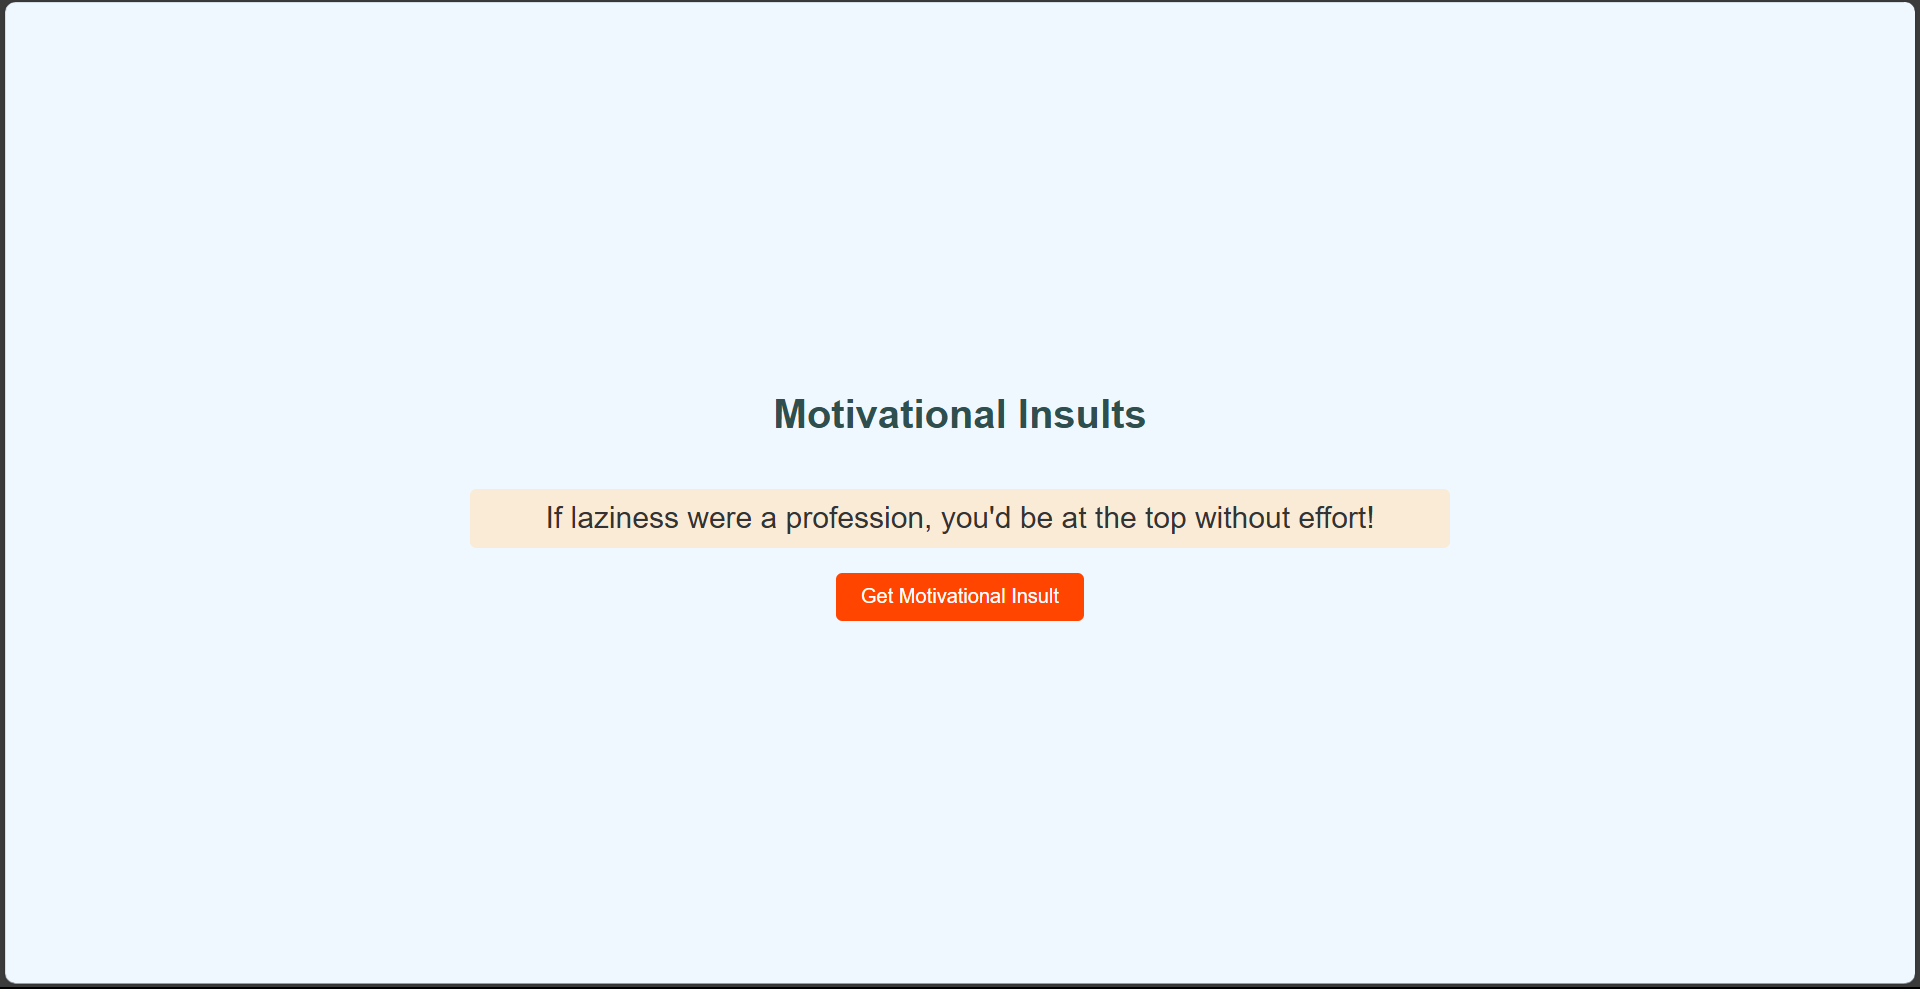 Motivational Insults
If laziness were a profession, you'd be at the top without effort!
Get Motivational Insult